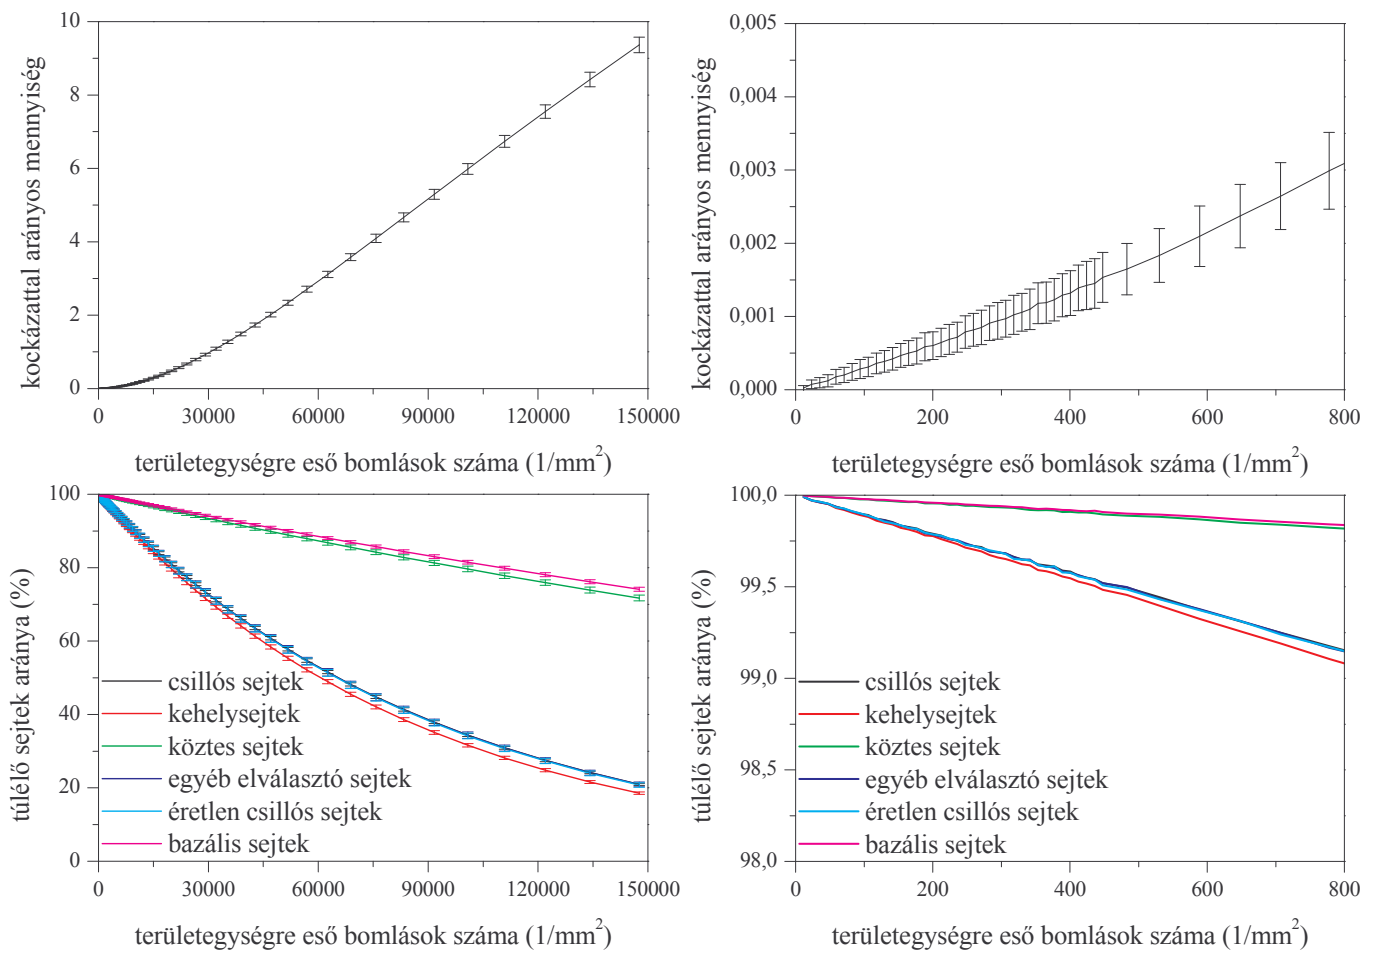 10
8
6
4
2
0
kockázattal arányos mennyiség
0
30000
60000
90000
120000
150000
területegységre eső bomlások száma (1/mm²)
0,005
0,004
0,003
0,002
0,001
0,000
kockázattal arányos mennyiség
0
200
400
600
800
területegységre eső bomlások száma (1/mm²)
100
80
60
40
20
0
túlélő sejtek aránya (%)
csillós sejtek
kehelysejtek
köztes sejtek
egyéb elválasztó sejtek
éretlen csillós sejtek
bazális sejtek
0
30000
60000
90000
120000
150000
területegységre eső bomlások száma (1/mm²)
100,0
99,5
99,0
98,5
98,0
túlélő sejtek aránya (%)
csillós sejtek
kehelysejtek
köztes sejtek
egyéb elválasztó sejtek
éretlen csillós sejtek
bazális sejtek
0
200
400
600
800
területegységre eső bomlások száma (1/mm²)